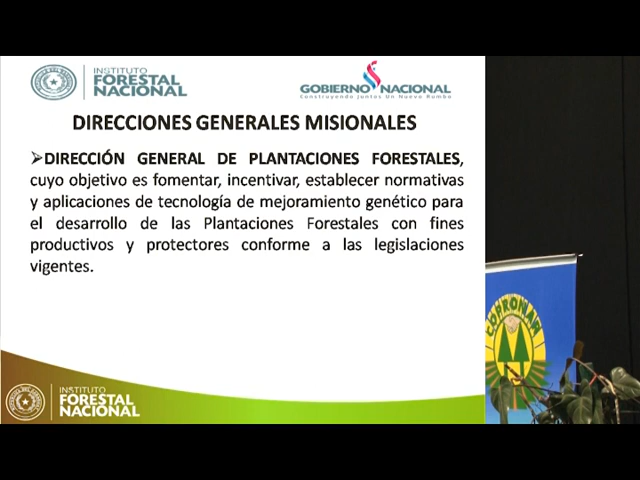 INSTITUTO
FORESTAL
NACIONAL
GOBIERNO NACIONAL
Construyendo Juntos Un Nuevo Rumbo
DIRECCIONES GENERALES MISIONALES
➢DIRECCIÓN GENERAL DE PLANTACIONES FORESTALES,
cuyo objetivo es fomentar, incentivar, establecer normativas
y aplicaciones de tecnología de mejoramiento genético para
el desarrollo de las Plantaciones Forestales con fines
productivos y protectores conforme a las legislaciones
vigentes.
COPRONAR
INSTITUTO
FORESTAL
NACIONAL